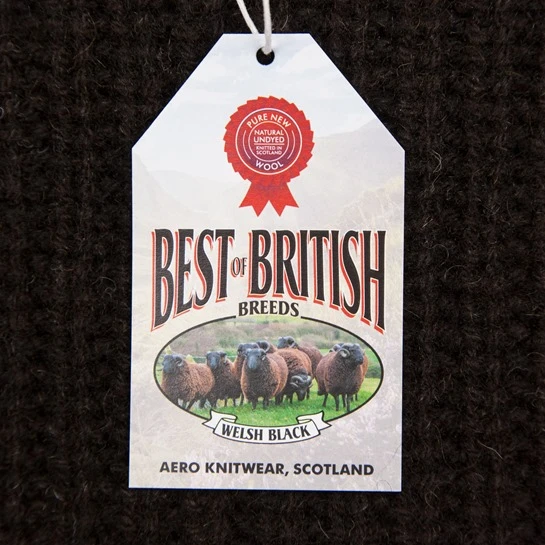 PURE NEW
NATURAL
UNDYED
KNITTED IN
SCOTLAND
WOOL
BEST OF BRITISH
BREEDS
WELSH BLACK
AERO KNITWEAR, SCOTLAND